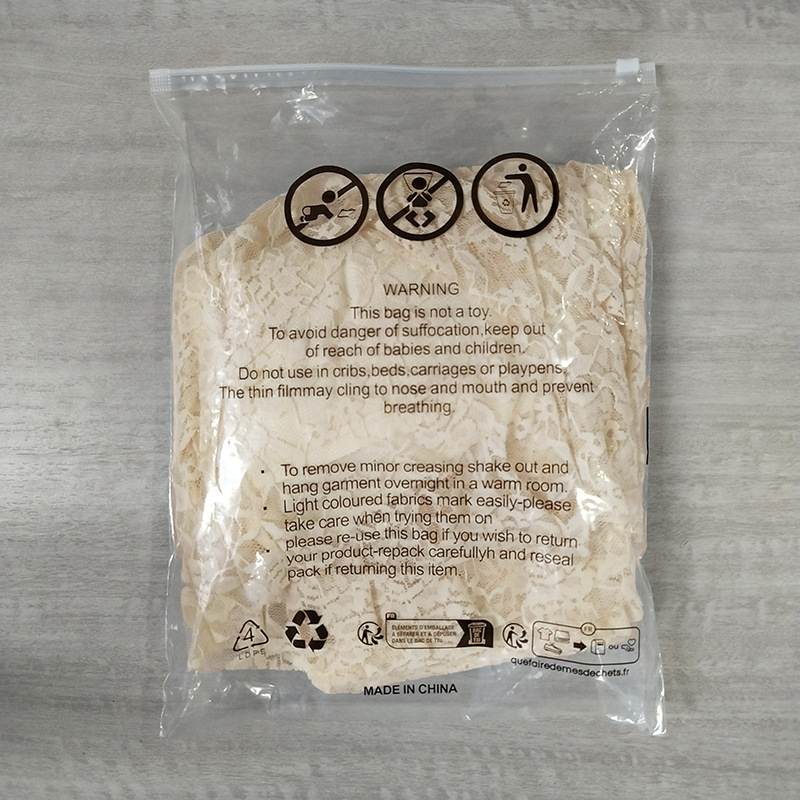 WARNING
This bag is not a toy.
To avoid danger of suffocation,keep out
of reach of babies and children.
Do not use in cribs,beds,carriages or playpens.
The thin filmmay cling to nose and mouth and prevent
breathing.
· To remove minor creasing shake out and
hang garment overnight in a warm room.
· Light coloured fabrics mark easily-please
take care when trying them on
please re-use this bag if you wish to return
· your product-repack carefullyh and reseal
pack if returning this item.
4
LDPE
FR
ÉLÉMENTS D'EMBALLAGE
À SÉPARER ET À DÉPOSER
DANS LE BAC DE TRI
FR
OU
quefairedemesdechets.fr
MADE IN CHINA